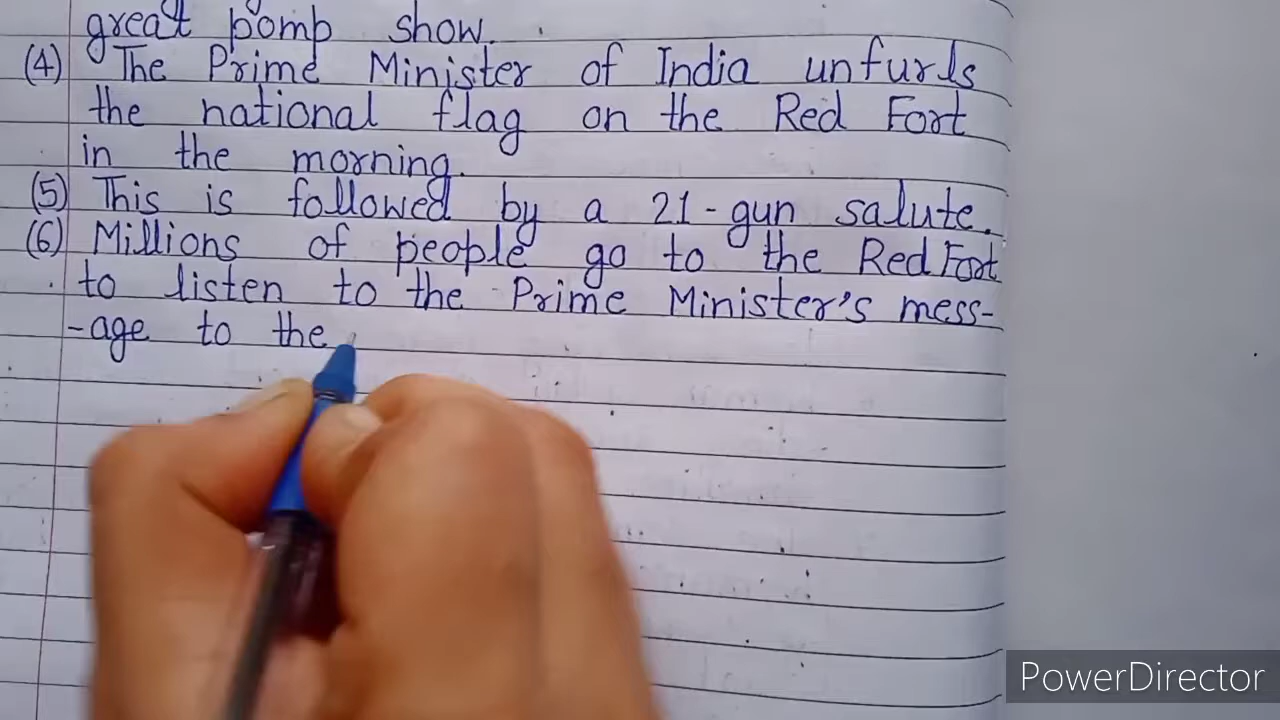 great pomp show.
(4) The Prime Minister of India unfurls
the national flag on the Red Fort
in the morning.
(5) This is followed by a 21-gun salute.
(6) Millions of people go to the Red Fort
to listen to the Prime Minister's mess-
-age to the
PowerDirector